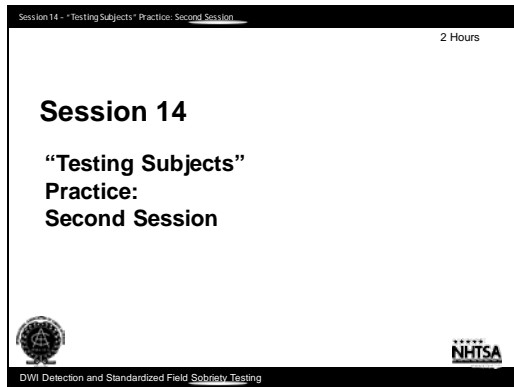 Session 14 - "Testing Subjects" Practice: Second Session
2 Hours
Session 14
“Testing Subjects”
Practice:
Second Session
NHTSA
DWI Detection and Standardized Field Sobriety Testing